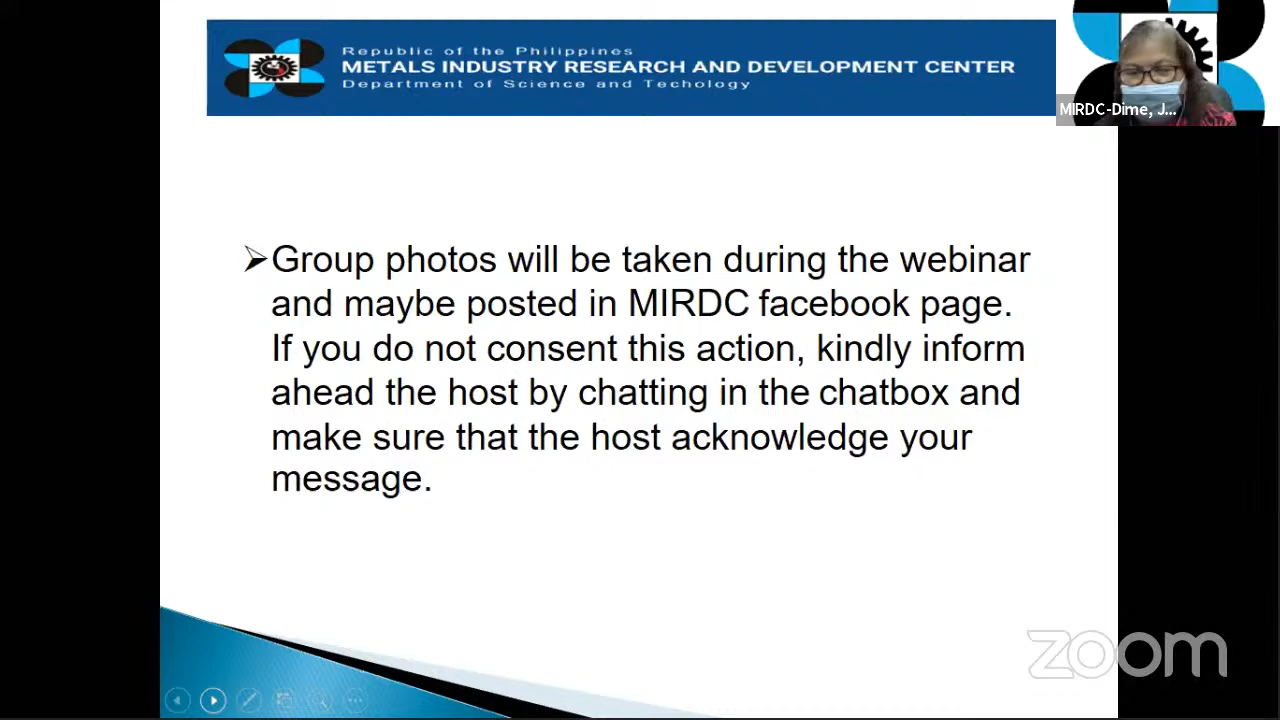 Republic of the Philippines
METALS INDUSTRY RESEARCH AND DEVELOPMENT CENTER
Department of Science and Techology
MIRDC-Dime, J...
➢Group photos will be taken during the webinar
and maybe posted in MIRDC facebook page.
If you do not consent this action, kindly inform
ahead the host by chatting in the chatbox and
make sure that the host acknowledge your
message.
zoom